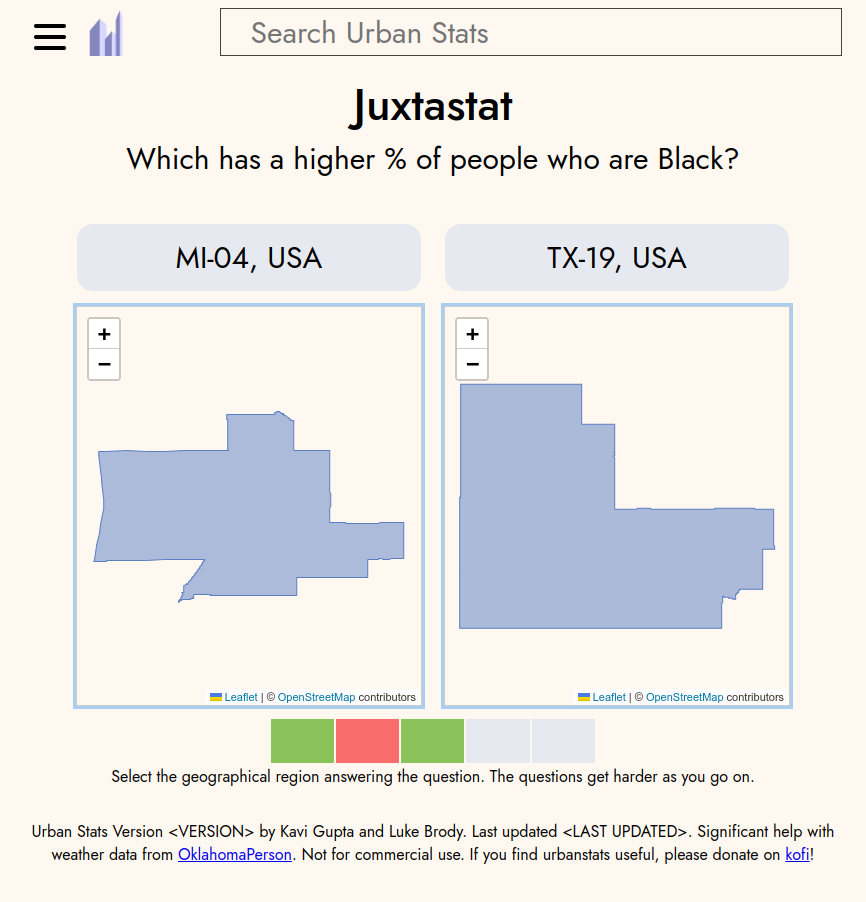 Search Urban Stats
Juxtastat
Which has a higher % of people who are Black?
MI-04, USA
TX-19, USA
+
−
Leaflet | © OpenStreetMap contributors
+
−
Leaflet | © OpenStreetMap contributors
Select the geographical region answering the question. The questions get harder as you go on.
Urban Stats Version <VERSION> by Kavi Gupta and Luke Brody. Last updated <LAST UPDATED>. Significant help with
weather data from OklahomaPerson. Not for commercial use. If you find urbanstats useful, please donate on kofi!